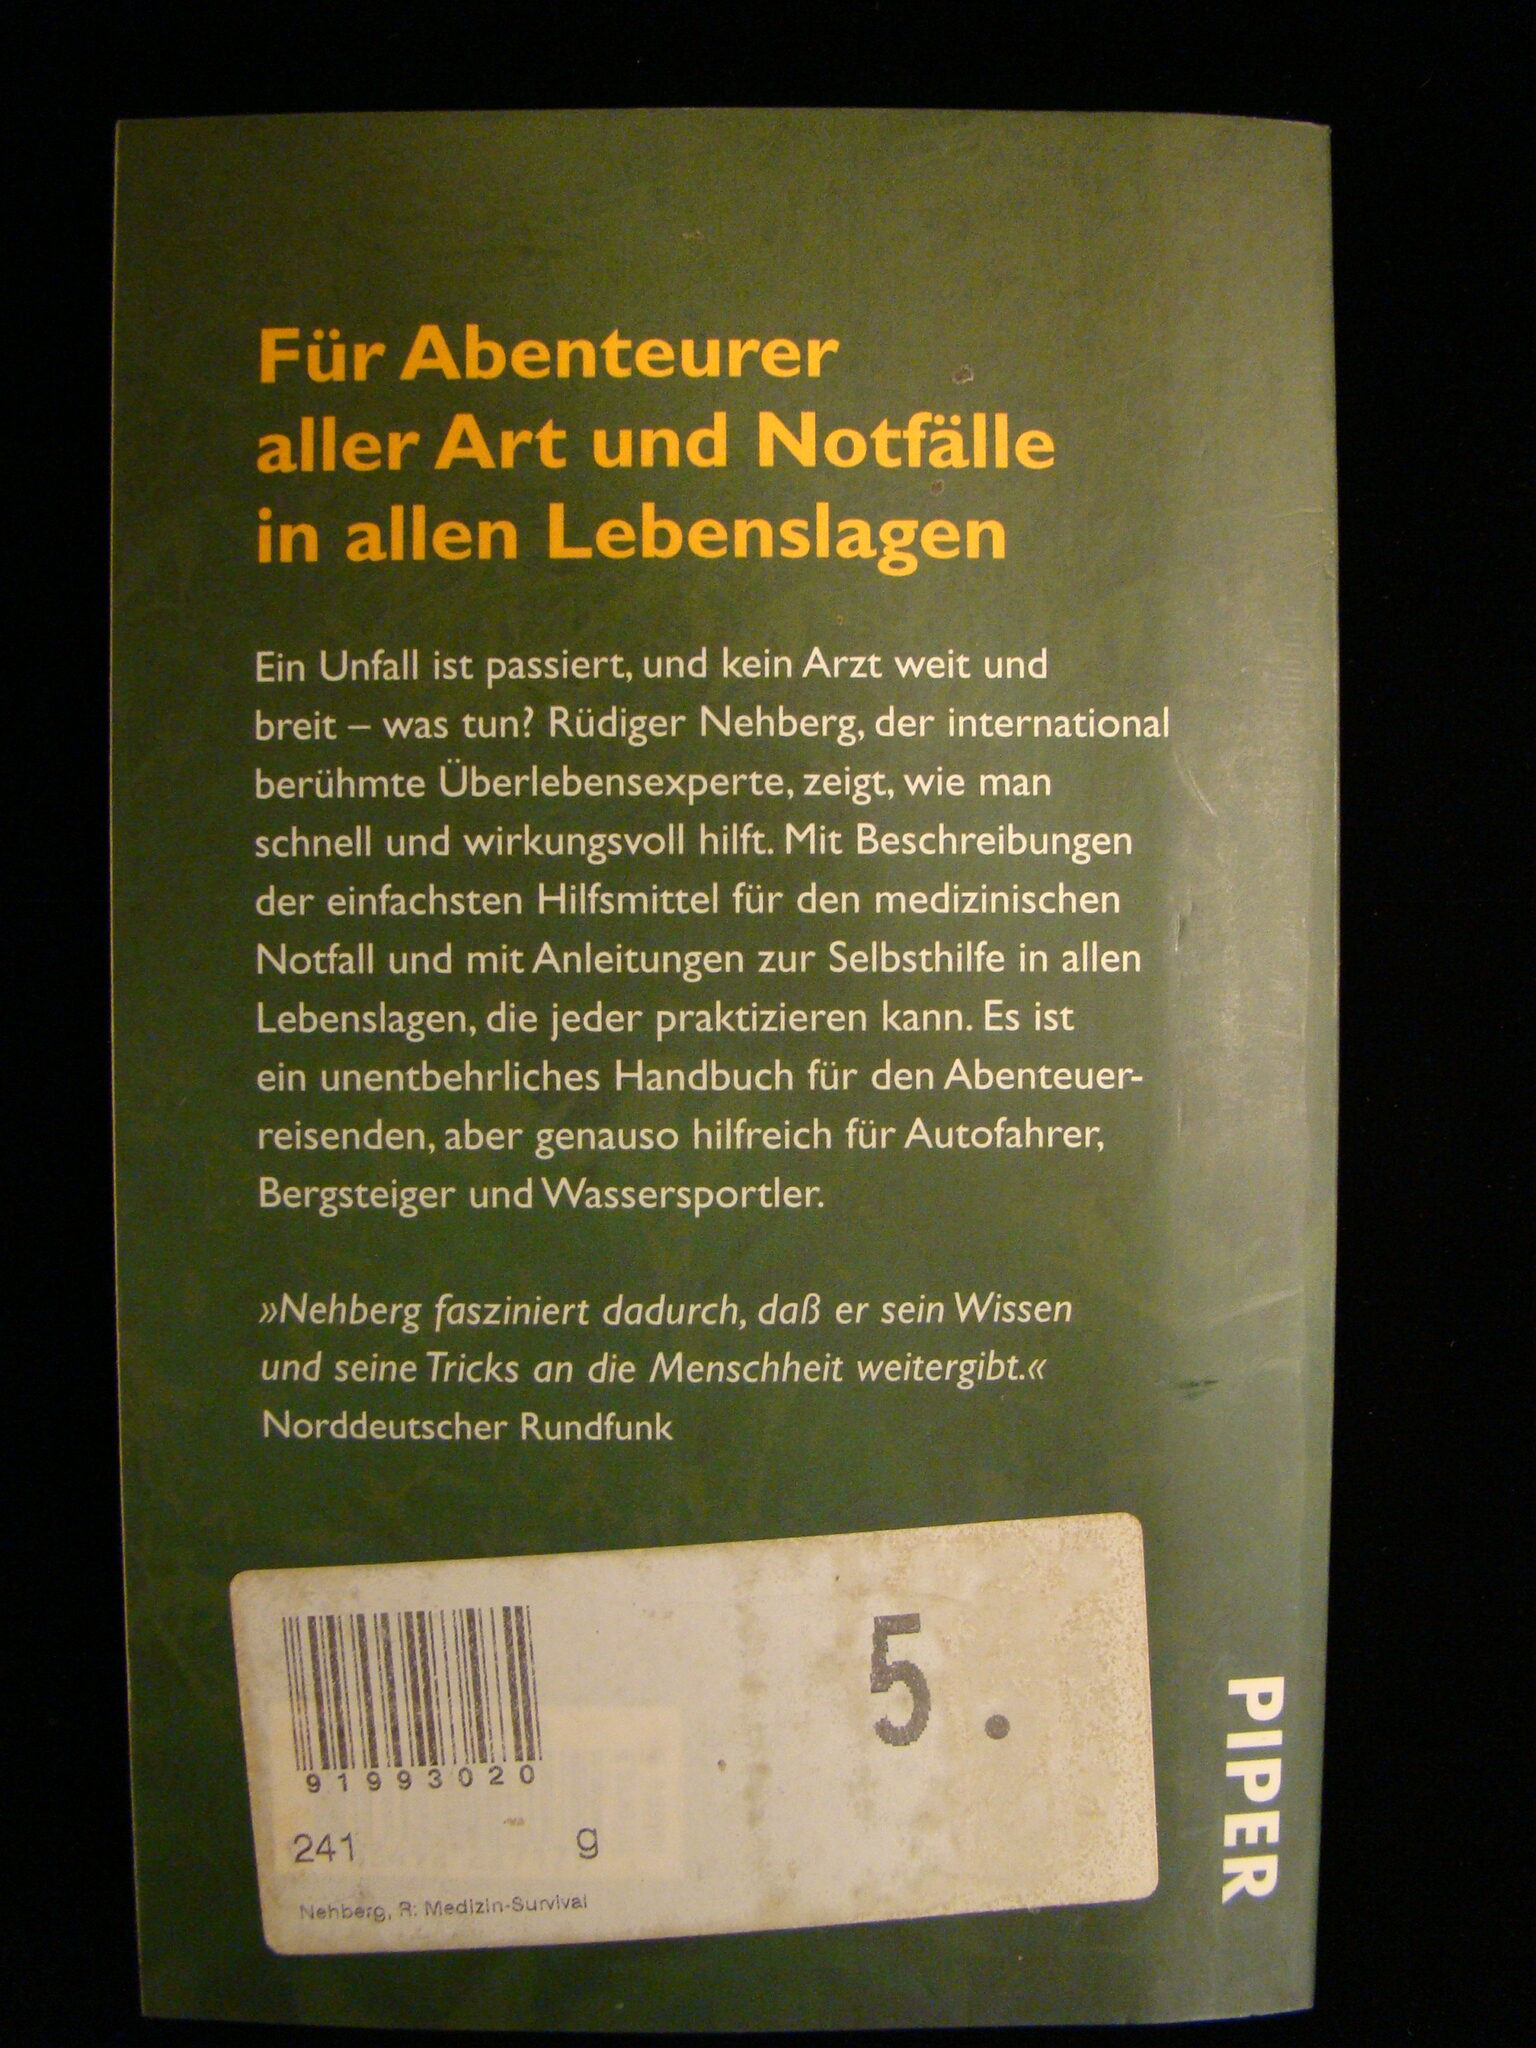 Für Abenteurer
aller Art und Notfälle
in allen Lebenslagen
Ein Unfall ist passiert, und kein Arzt weit und
breit – was tun? Rüdiger Nehberg, der international
berühmte Überlebensexperte, zeigt, wie man
schnell und wirkungsvoll hilft. Mit Beschreibungen
der einfachsten Hilfsmittel für den medizinischen
Notfall und mit Anleitungen zur Selbsthilfe in allen
Lebenslagen, die jeder praktizieren kann. Es ist
ein unentbehrliches Handbuch für den Abenteuer-
reisenden, aber genauso hilfreich für Autofahrer,
Bergsteiger und Wassersportler.
»Nehberg fasziniert dadurch, daß er sein Wissen
und seine Tricks an die Menschheit weitergibt.«
Norddeutscher Rundfunk
5.
91993020
241 g
Nehberg, R: Medizin-Survival
PIPER